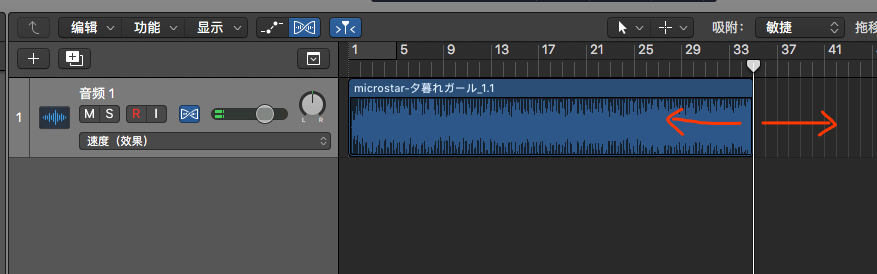 编辑 功能 显示 吸附： 敏捷 拖移
1 5 9 13 17 21 25 29 33 37 41
1 音频 1 microstar-夕暮れガール_1.1
M S R I L R
速度（效果）